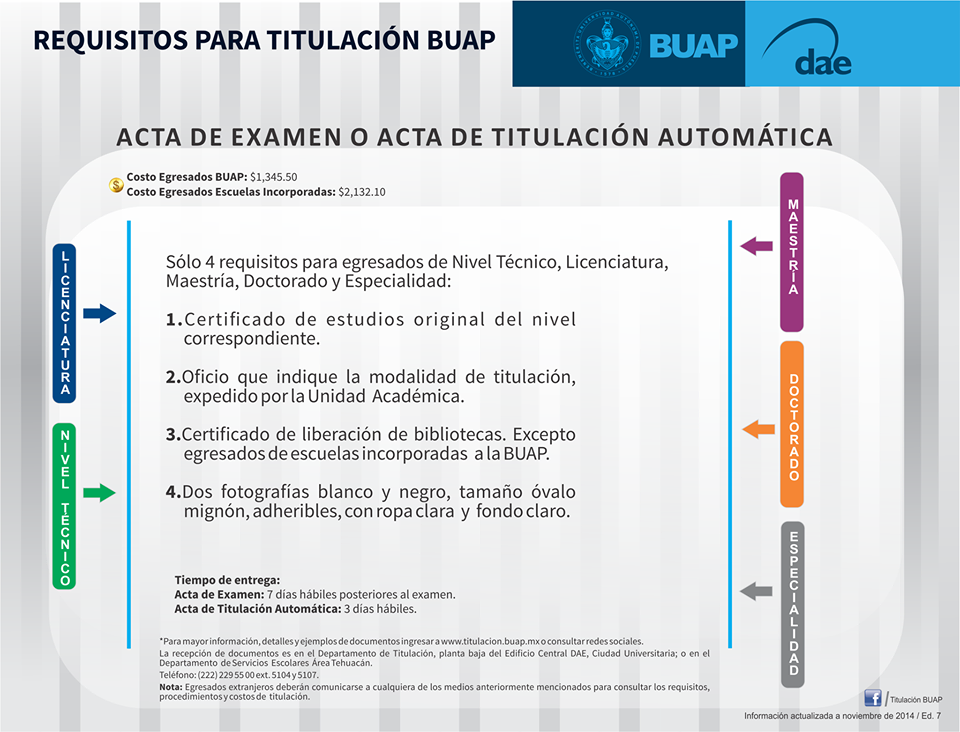 REQUISITOS PARA TITULACIÓN BUAP
BUAP
dae
ACTA DE EXAMEN O ACTA DE TITULACIÓN AUTOMÁTICA
Costo Egresados BUAP: $1,345.50
Costo Egresados Escuelas Incorporadas: $2,132.10
LICENCIATURA
NIVEL TÉCNICO
Sólo 4 requisitos para egresados de Nivel Técnico, Licenciatura,
Maestría, Doctorado y Especialidad:
1.Certificado de estudios original del nivel
correspondiente.
2.Oficio que indique la modalidad de titulación,
expedido por la Unidad Académica.
3.Certificado de liberación de bibliotecas. Excepto
egresados de escuelas incorporadas a la BUAP.
4.Dos fotografías blanco y negro, tamaño óvalo
mignón, adheribles, con ropa clara y fondo claro.
MAESTRÍA
DOCTORADO
ESPECIALIDAD
Tiempo de entrega:
Acta de Examen: 7 días hábiles posteriores al examen.
Acta de Titulación Automática: 3 días hábiles.
*Para mayor información, detalles y ejemplos de documentos ingresar a www.titulacion.buap.mx o consultar redes sociales.
La recepción de documentos es en el Departamento de Titulación, planta baja del Edificio Central DAE, Ciudad Universitaria; o en el
Departamento de Servicios Escolares Área Tehuacán.
Teléfono: (222) 229 55 00 ext. 5104 y 5107.
Nota: Egresados extranjeros deberán comunicarse a cualquiera de los medios anteriormente mencionados para consultar los requisitos,
procedimientos y costos de titulación.
f / Titulación BUAP
Información actualizada a noviembre de 2014 / Ed. 7